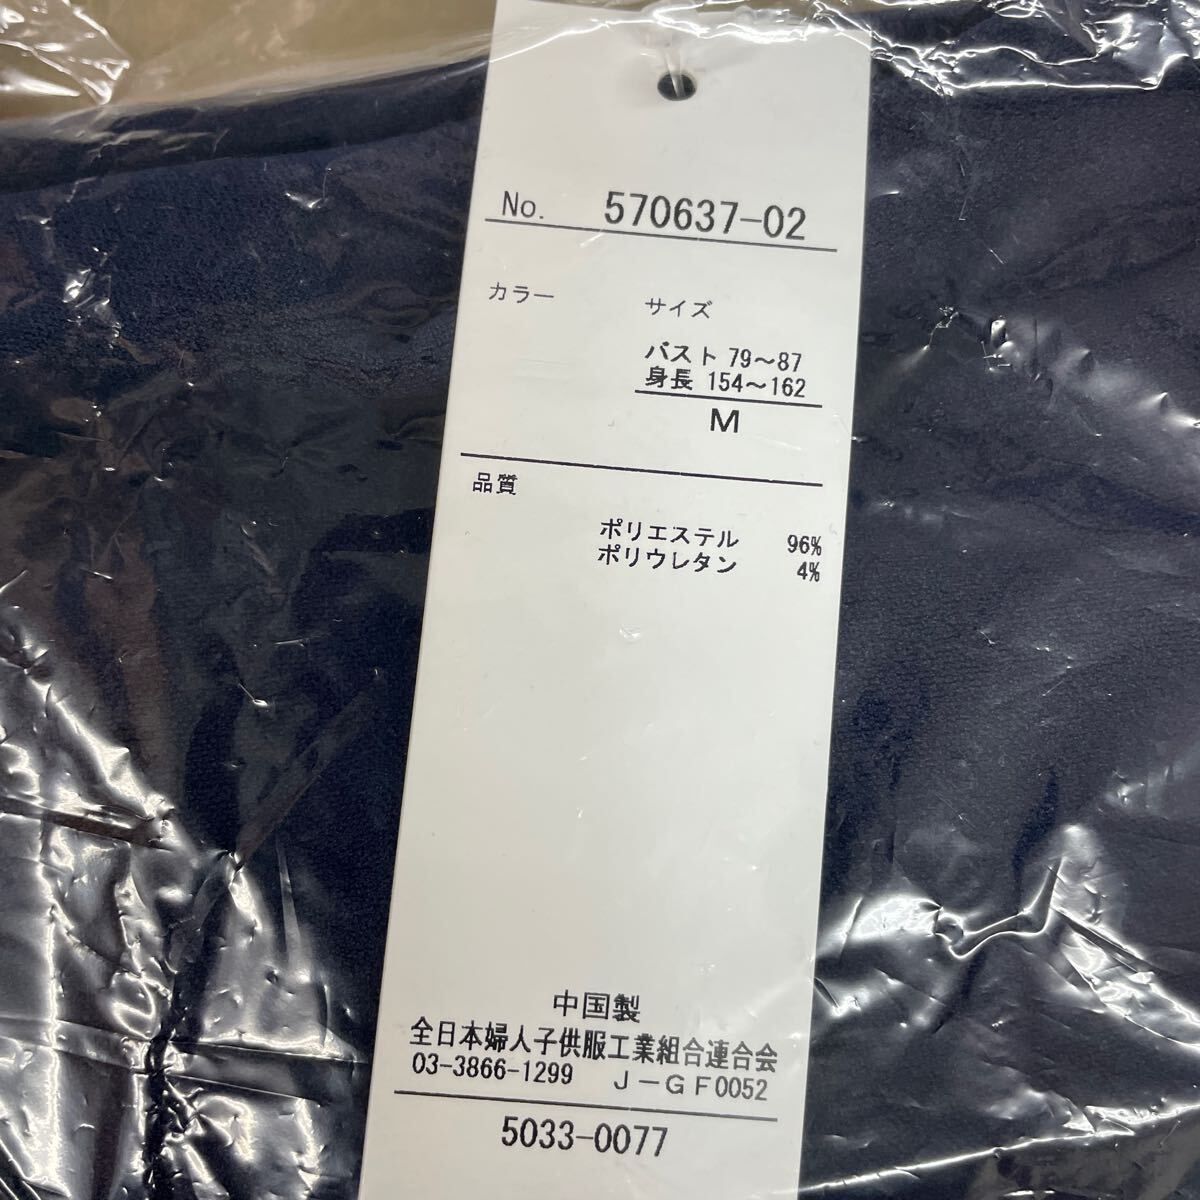 No. 570637-02
カラー サイズ
バスト 79～87
身長 154～162
M
品質
ポリエステル 96%
ポリウレタン 4%
中国製
全日本婦人子供服工業組合連合会
03-3866-1299 J－GF0052
5033-0077